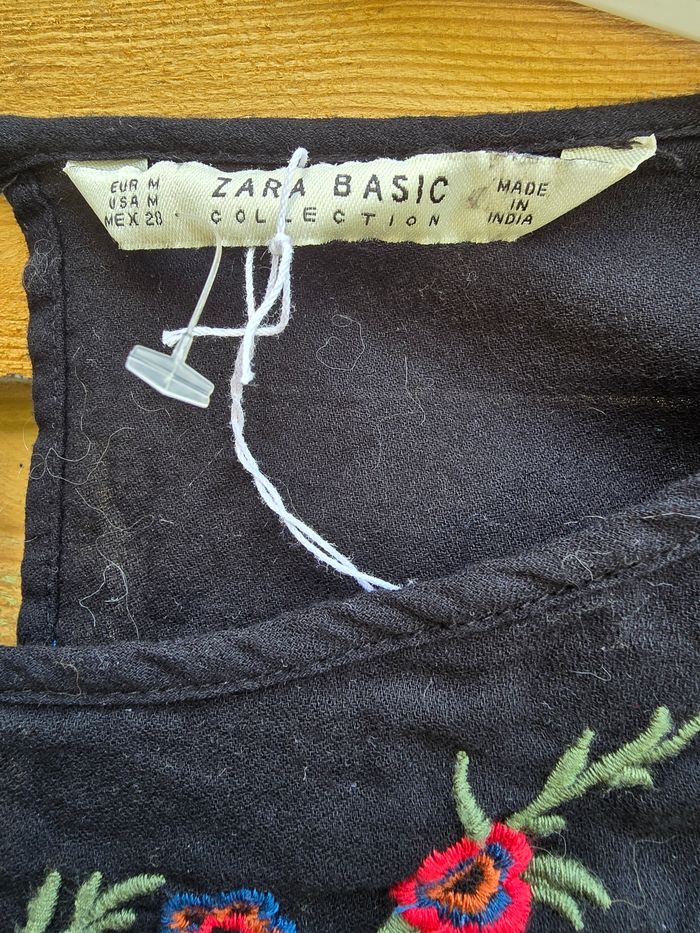 EUR M
USA M
MEX 28
ZARA BASIC
COLLECTION
MADE
IN
INDIA